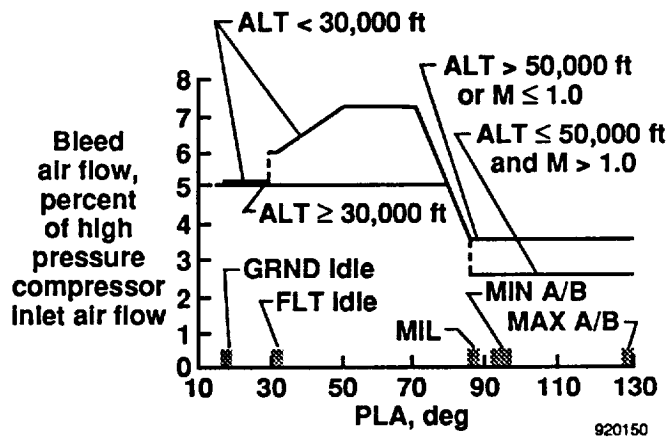 ALT < 30,000 ft
ALT > 50,000 ft
or M ≤ 1.0
ALT ≤ 50,000 ft
and M > 1.0
8
7
6
5
4
3
2
1
0
Bleed
air flow,
percent
of high
pressure
compressor
inlet air flow
ALT ≥ 30,000 ft
GRND Idle
FLT idle
MIL
MIN A/B
MAX A/B
10 30 50 70 90 110 130
PLA, deg
920150